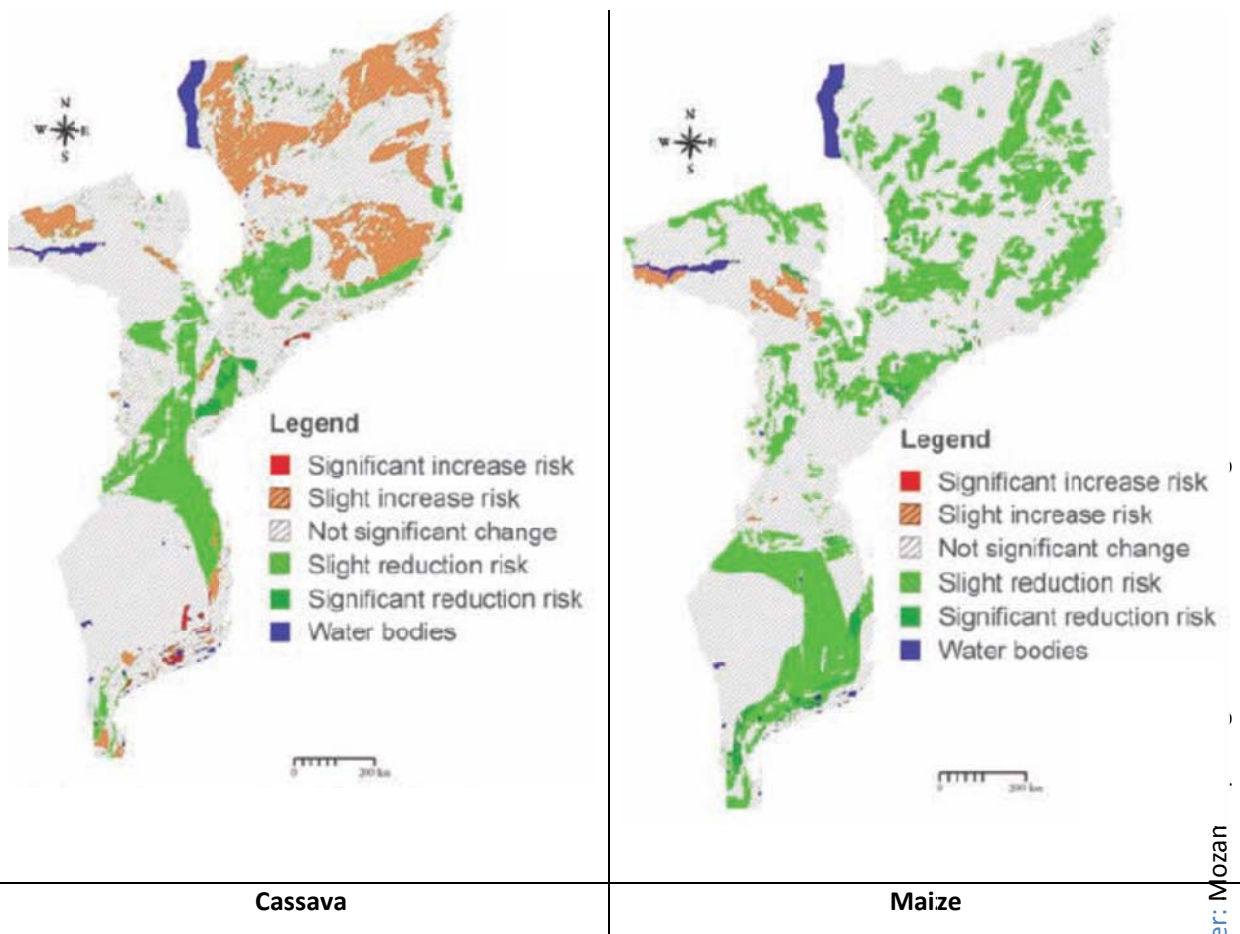 N
W E
S
Legend
Significant increase risk
Slight increase risk
Not significant change
Slight reduction risk
Significant reduction risk
Water bodies
0 200 km
Cassava
N
W E
S
Legend
Significant increase risk
Slight increase risk
Not significant change
Slight reduction risk
Significant reduction risk
Water bodies
0 200 km
Maize
er: Mozan